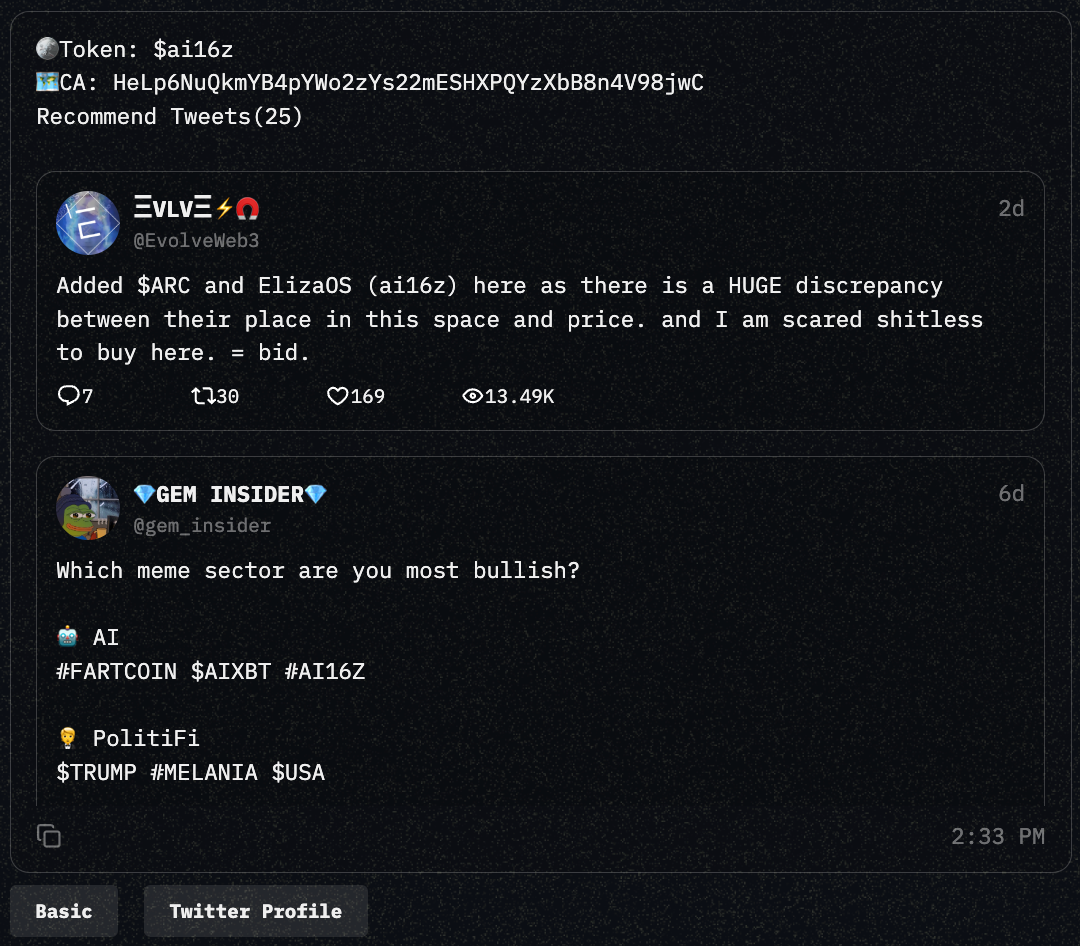 🌕Token: $ai16z
🗺️CA: HeLp6NuQkmYB4pYWo2zYs22mESHXPQYzXbB8n4V98jwC
Recommend Tweets(25)
ΞVLVΞ⚡🧲
2d
@EvolveWeb3
Added $ARC and ElizaOS (ai16z) here as there is a HUGE discrepancy
between their place in this space and price. and I am scared shitless
to buy here. = bid.
7 30 169 13.49K
💎GEM INSIDER💎
6d
@gem_insider
Which meme sector are you most bullish?
🤖 AI
#FARTCOIN $AIXBT #AI16Z
PolitiFi
$TRUMP #MELANIA $USA
2:33 PM
Basic
Twitter Profile